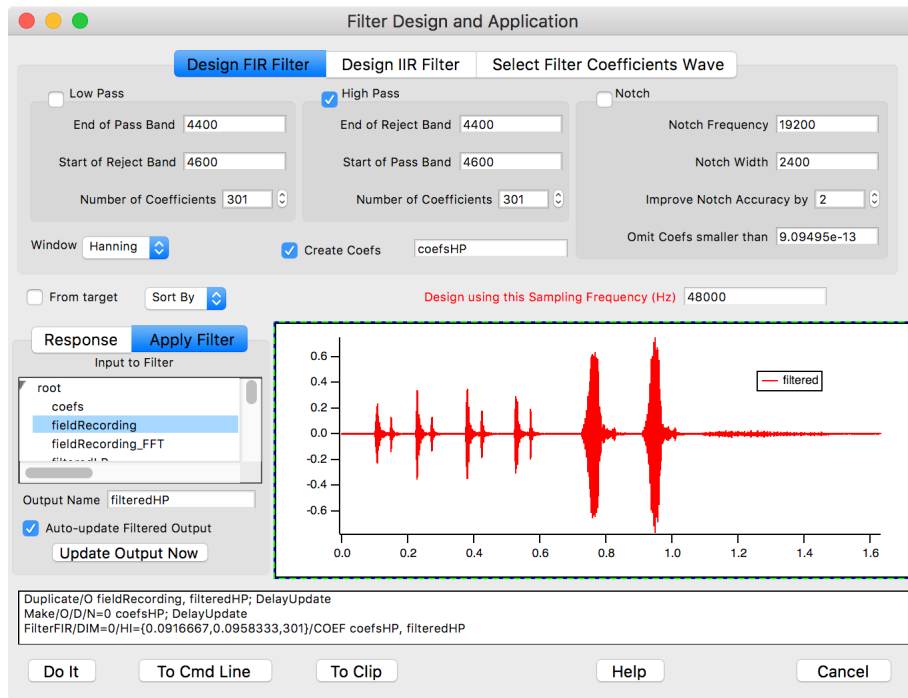 Filter Design and Application
Design FIR Filter Design IIR Filter Select Filter Coefficients Wave
Low Pass High Pass Notch
End of Pass Band 4400 End of Reject Band 4400 Notch Frequency 19200
Start of Reject Band 4600 Start of Pass Band 4600 Notch Width 2400
Number of Coefficients 301 Number of Coefficients 301 Improve Notch Accuracy by 2
Window Hanning Create Coefs coefsHP Omit Coefs smaller than 9.09495e-13
From target Sort By Design using this Sampling Frequency (Hz) 48000
Response Apply Filter
Input to Filter
root
coefs
fieldRecording
fieldRecording_FFT
Output Name filteredHP
Auto-update Filtered Output
Update Output Now
0.6
0.4
0.2
0.0
-0.2
-0.4
-0.6
filtered
0.0 0.2 0.4 0.6 0.8 1.0 1.2 1.4 1.6
Duplicate/O fieldRecording, filteredHP; DelayUpdate
Make/O/D/N=0 coefsHP; DelayUpdate
FilterFIR/DIM=0/HI={0.0916667,0.0958333,301}/COEF coefsHP, filteredHP
Do It To Cmd Line To Clip Help Cancel